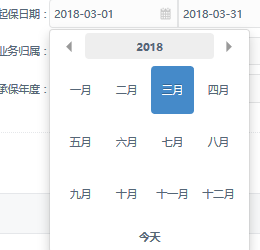 起保日期： 2018-03-01 2018-03-31
业务归属：
承保年度：
2018
一月 二月 三月 四月
五月 六月 七月 八月
九月 十月 十一月 十二月
今天